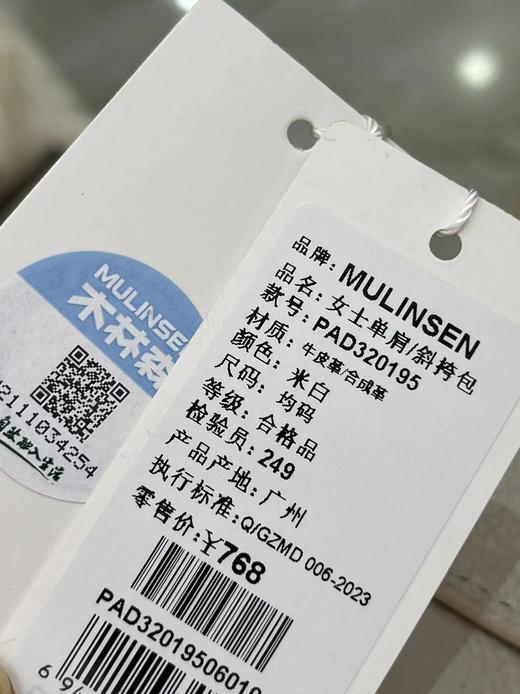 MULINSEN
木林森
2111034254
品牌: MULINSEN
品名: 女士单肩/斜挎包
款号: PAD320195
材质: 牛皮革/合成革
颜色: 米白
尺码: 均码
等级: 合格品
检验员: 249
产品产地: 广州
执行标准: Q/GZMD 006-2023
零售价: ¥768
PAD32019506019